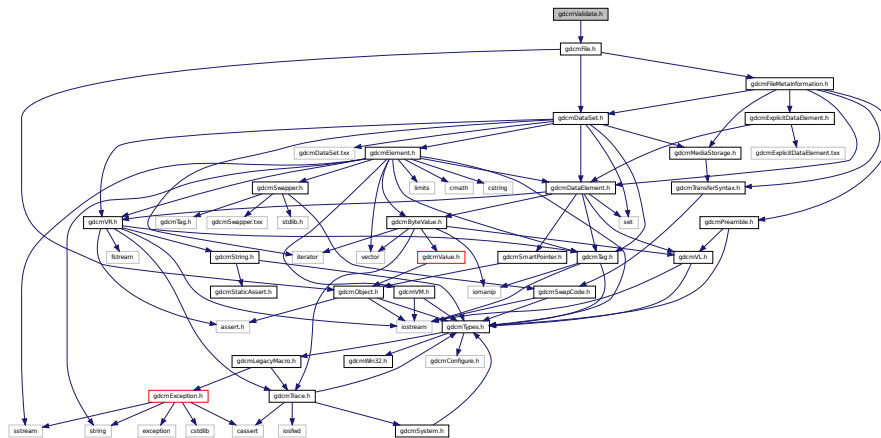 gdcmValidate.h
gdcmFile.h
gdcmFileMetaInformation.h
gdcmDataSet.h
gdcmExplicitDataElement.h
gdcmDataSet.txx
gdcmElement.h
gdcmMediaStorage.h
gdcmExplicitDataElement.txx
gdcmSwapper.h
limits
cmath
cstring
gdcmDataElement.h
gdcmTransferSyntax.h
gdcmVR.h
gdcmTag.h
gdcmSwapper.txx
stdlib.h
gdcmByteValue.h
set
gdcmPreamble.h
fstream
gdcmString.h
iterator
vector
gdcmValue.h
gdcmSmartPointer.h
gdcmTag.h
gdcmVL.h
gdcmStaticAssert.h
gdcmObject.h
gdcmVM.h
iomanip
gdcmSwapCode.h
assert.h
iostream
gdcmTypes.h
gdcmLegacyMacro.h
gdcmWin32.h
gdcmConfigure.h
gdcmException.h
gdcmTrace.h
sstream
string
exception
cstdlib
cassert
iosfwd
gdcmSystem.h